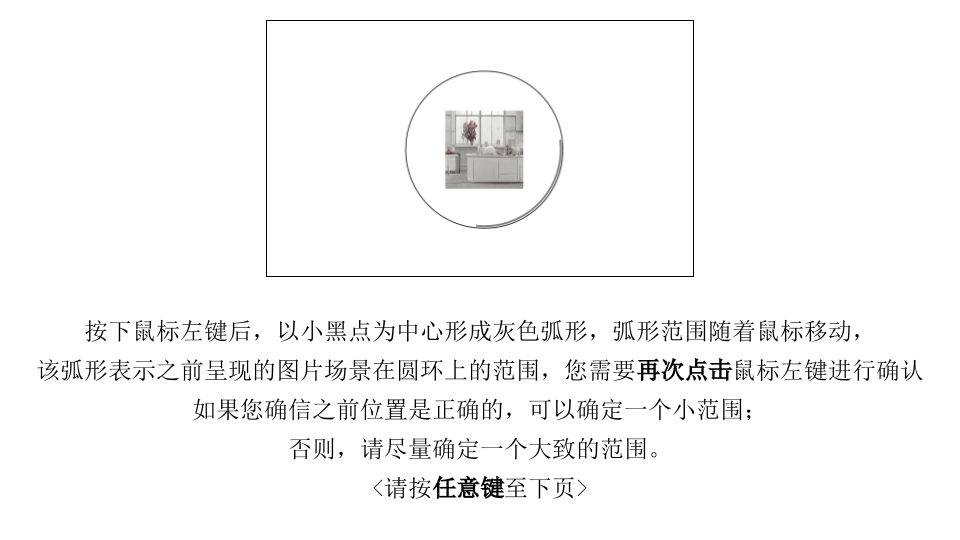 按下鼠标左键后，以小黑点为中心形成灰色弧形，弧形范围随着鼠标移动，
该弧形表示之前呈现的图片场景在圆环上的范围，您需要再次点击鼠标左键进行确认
如果您确信之前位置是正确的，可以确定一个小范围；
否则，请尽量确定一个大致的范围。
<请按任意键至下页>